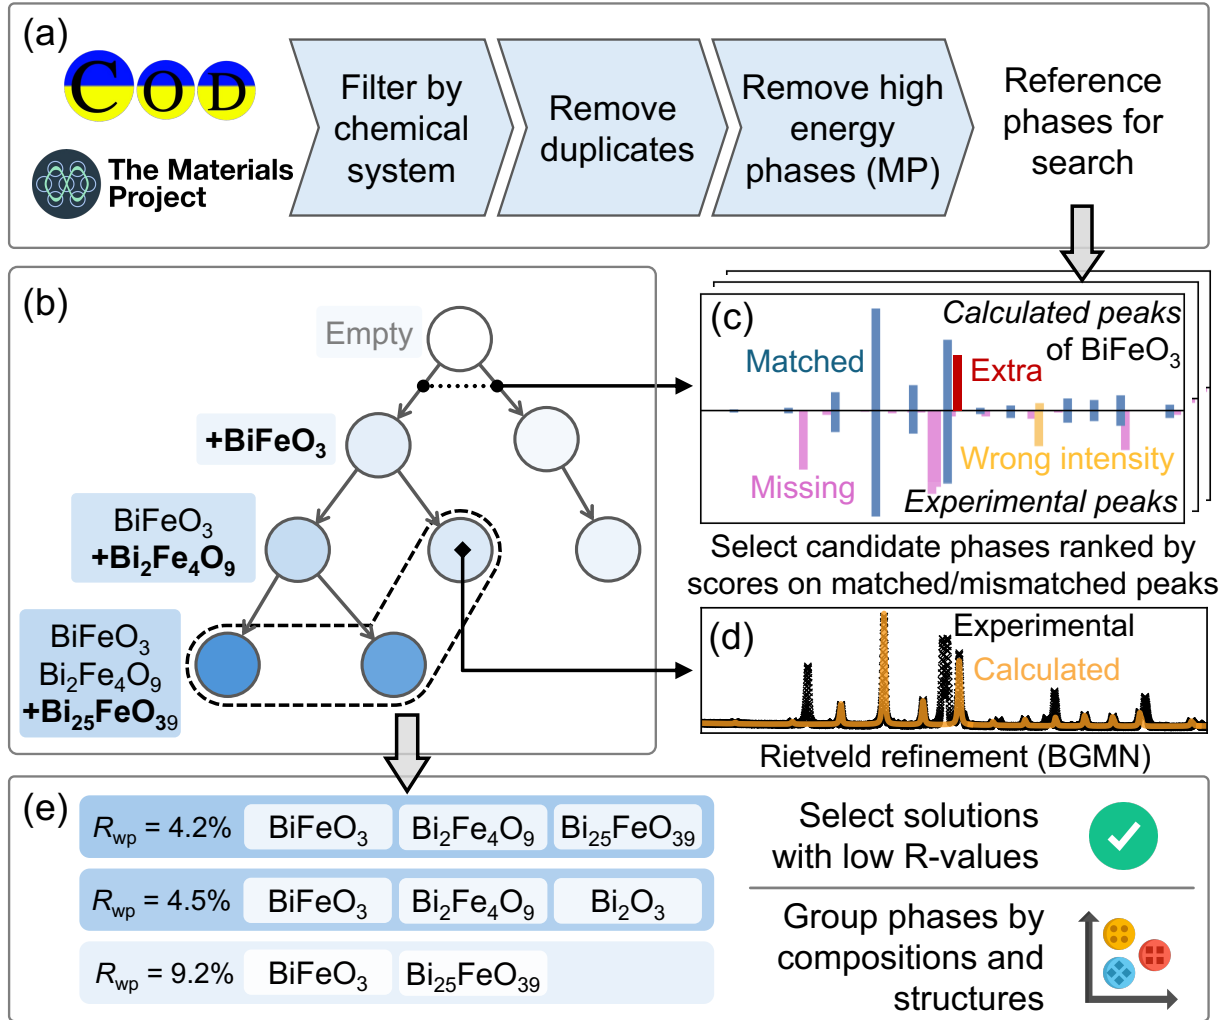 (a)
COD
The Materials
Project
Filter by
chemical
system
Remove
duplicates
Remove high
energy
phases (MP)
Reference
phases for
search
(b)
Empty
+BiFeO₃
BiFeO₃
+Bi₂Fe₄O₉
BiFeO₃
Bi₂Fe₄O₉
+Bi₂₅FeO₃₉
(c)
Calculated peaks
of BiFeO₃
Matched
Extra
Missing
Wrong intensity
Experimental peaks
Select candidate phases ranked by
scores on matched/mismatched peaks
(d)
Experimental
Calculated
Rietveld refinement (BGMN)
(e)
R_wp = 4.2% BiFeO₃ Bi₂Fe₄O₉ Bi₂₅FeO₃₉
R_wp = 4.5% BiFeO₃ Bi₂Fe₄O₉ Bi₂O₃
R_wp = 9.2% BiFeO₃ Bi₂₅FeO₃₉
Select solutions
with low R-values
Group phases by
compositions and
structures